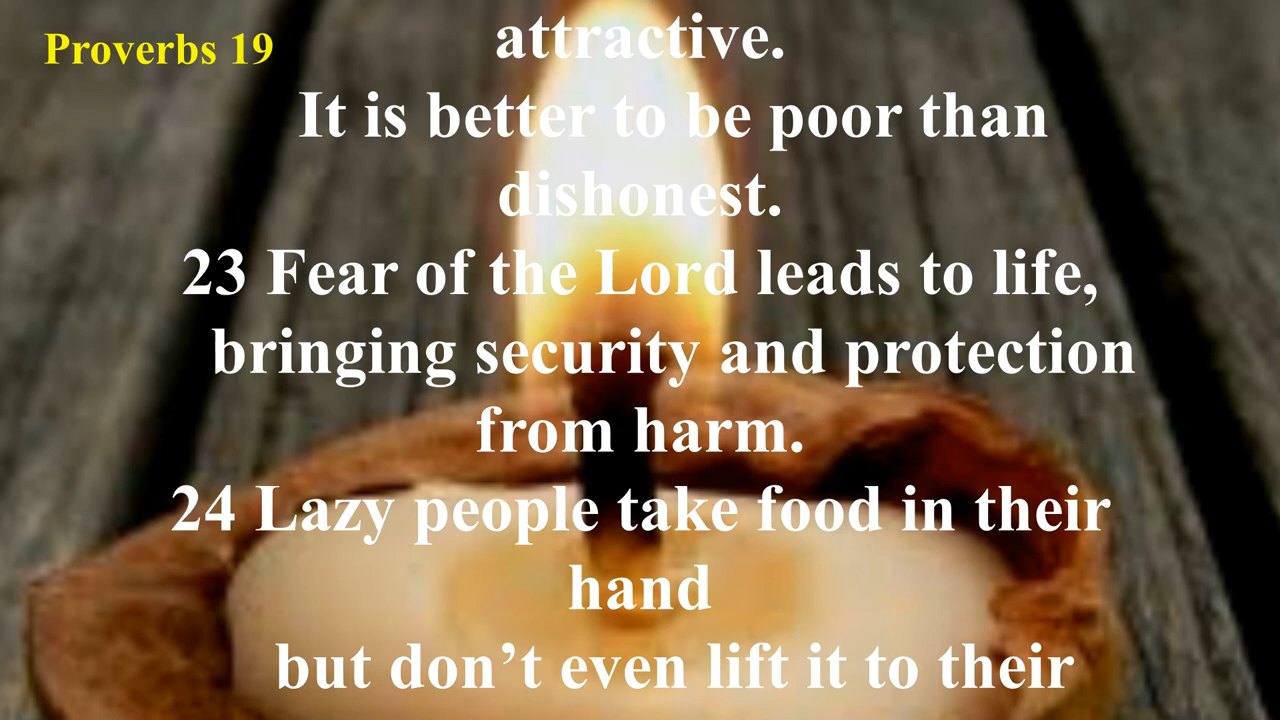 Proverbs 19
attractive.
It is better to be poor than
dishonest.
23 Fear of the Lord leads to life,
bringing security and protection
from harm.
24 Lazy people take food in their
hand
but don’t even lift it to their